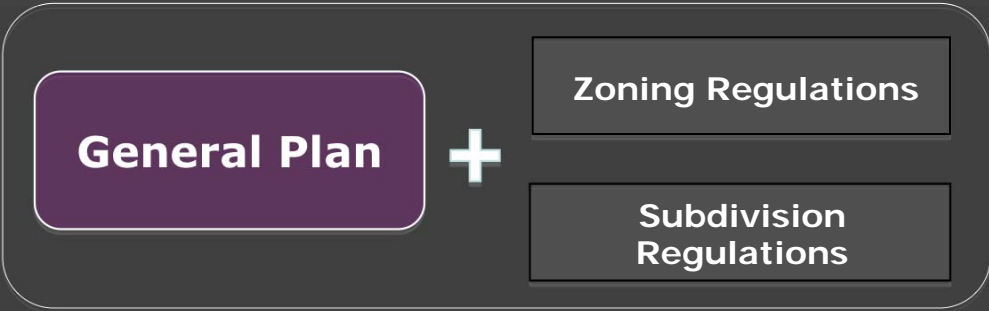 General Plan
+
Zoning Regulations
Subdivision
Regulations